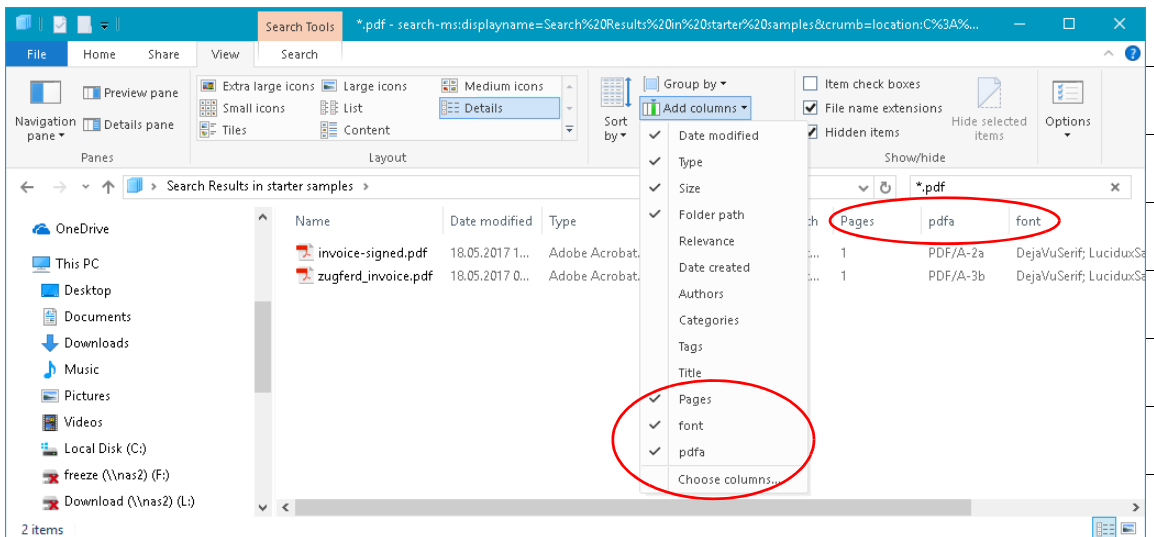 Search Tools *.pdf - search-ms:displayname=Search%20Results%20in%20starter%20samples&crumb=location:C%3A%...
File Home Share View Search
Navigation pane
Preview pane
Details pane
Panes
Extra large icons Large icons Medium icons
Small icons List Details
Tiles Content
Layout
Sort by
Group by
Add columns
Item check boxes
File name extensions
Hidden items
Hide selected items
Options
Show/hide
Search Results in starter samples
*.pdf
OneDrive
This PC
Desktop
Documents
Downloads
Music
Pictures
Videos
Local Disk (C:)
freeze (\\nas2) (F:)
Download (\\nas2) (L:)
Name Date modified Type Pages pdfa font
invoice-signed.pdf 18.05.2017 1... Adobe Acrobat. 1 PDF/A-2a DejaVuSerif;
zugferd_invoice.pdf 18.05.2017 0... Adobe Acrobat. 1 PDF/A-3b DejaVuSerif;
Date modified
Type
Size
Folder path
Relevance
Date created
Authors
Categories
Tags
Title
Pages
font
pdfa
Choose columns...
2 items